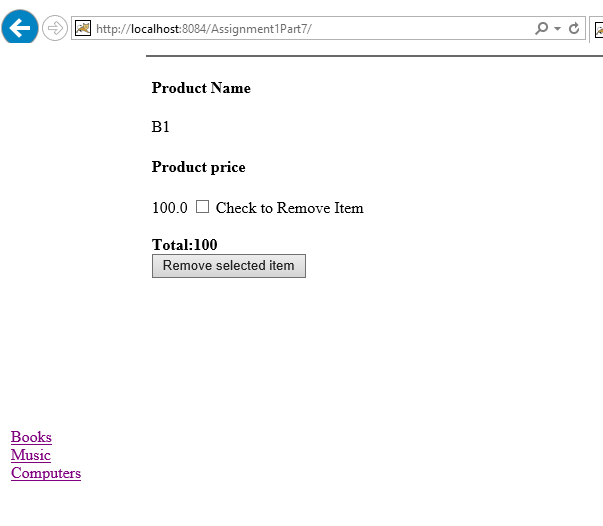 http://localhost:8084/Assignment1Part7/
Product Name
B1
Product price
100.0 Check to Remove Item
Total:100
Remove selected item
Books
Music
Computers